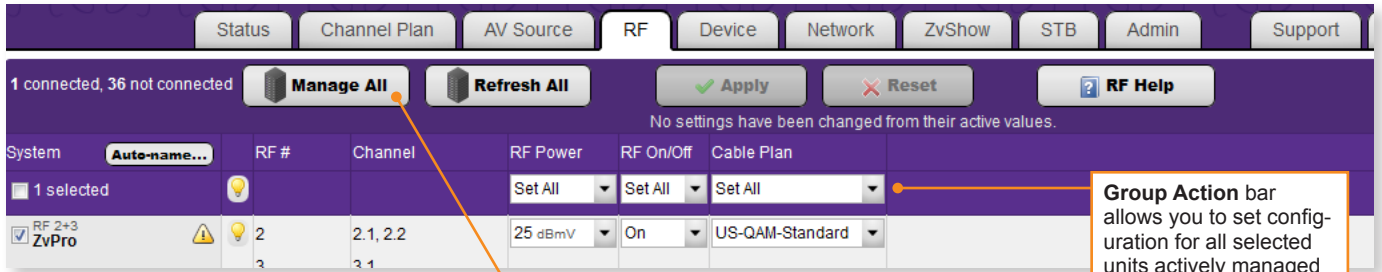 Status Channel Plan AV Source RF Device Network ZvShow STB Admin Support
1 connected, 36 not connected Manage All Refresh All Apply Reset RF Help
No settings have been changed from their active values.
System Auto-name... RF # Channel RF Power RF On/Off Cable Plan
1 selected Set All Set All Set All
RF 2+3
ZvPro 2 2.1, 2.2 25 dBmV On US-QAM-Standard
3 3.1
Group Action bar
allows you to set config-
uration for all selected
units actively managed